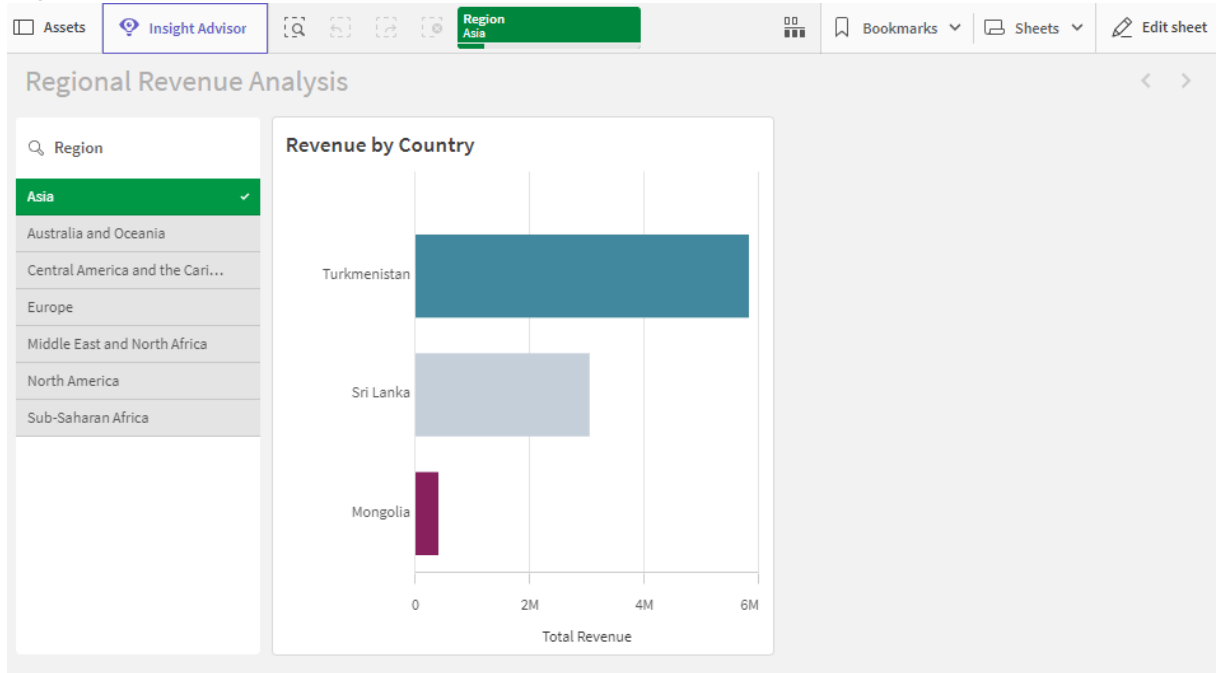 Assets
Insight Advisor
Region
Asia
Bookmarks
Sheets
Edit sheet
Regional Revenue Analysis
Region
Asia
Australia and Oceania
Central America and the Cari...
Europe
Middle East and North Africa
North America
Sub-Saharan Africa
Revenue by Country
Turkmenistan
Sri Lanka
Mongolia
0 2M 4M 6M
Total Revenue